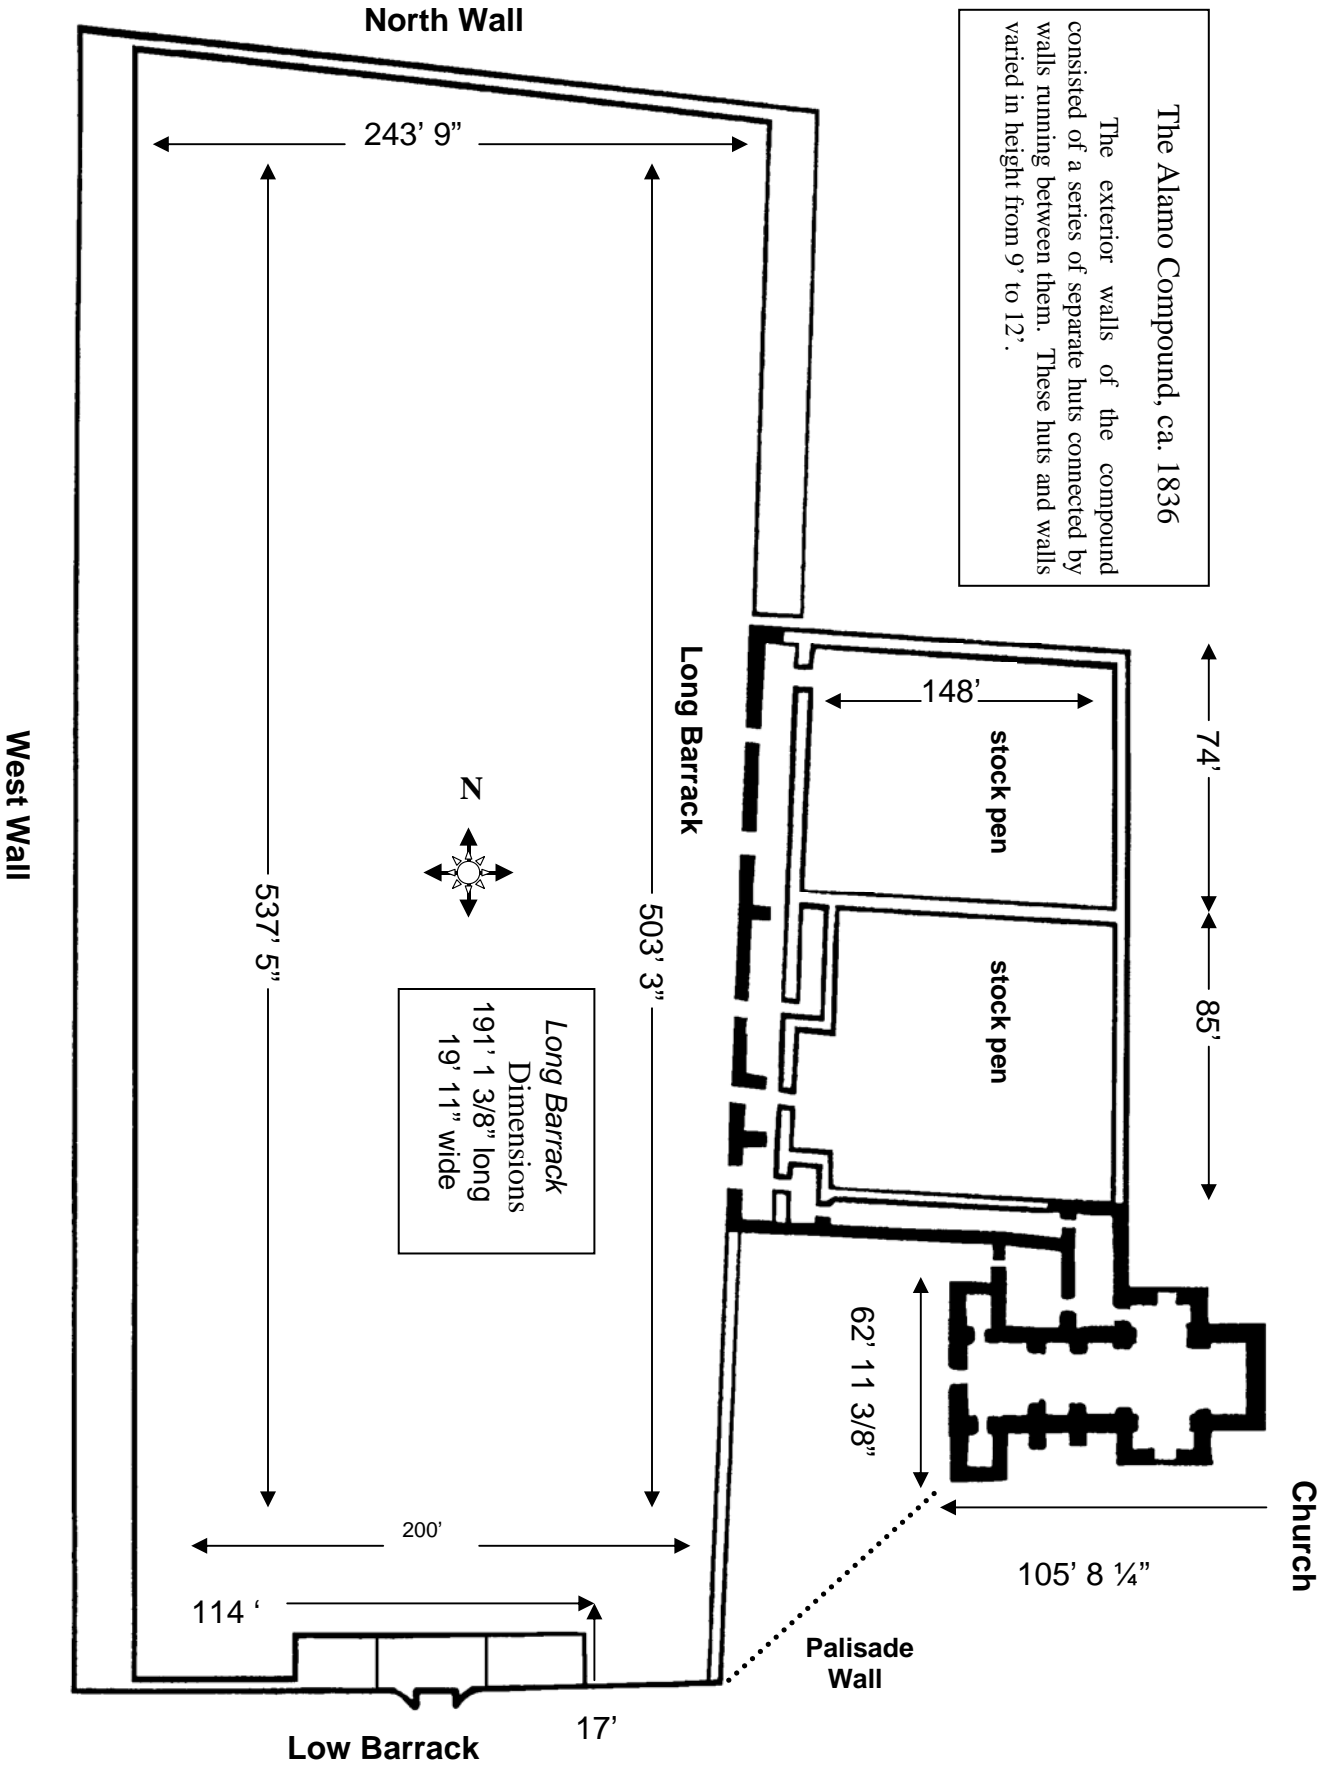 North Wall
The Alamo Compound, ca. 1836
The exterior walls of the compound
consisted of a series of separate huts connected by
walls running between them. These huts and walls
varied in height from 9’ to 12’.
243’ 9”
Long Barrack
148’
74’
stock pen
West Wall
N
537’ 5”
503’ 3”
stock pen
85’
Long Barrack
Dimensions
191’ 1 3/8” long
19’ 11” wide
62’ 11 3/8”
Church
200’
105’ 8 ¼”
114 ‘
Palisade
Wall
17’
Low Barrack